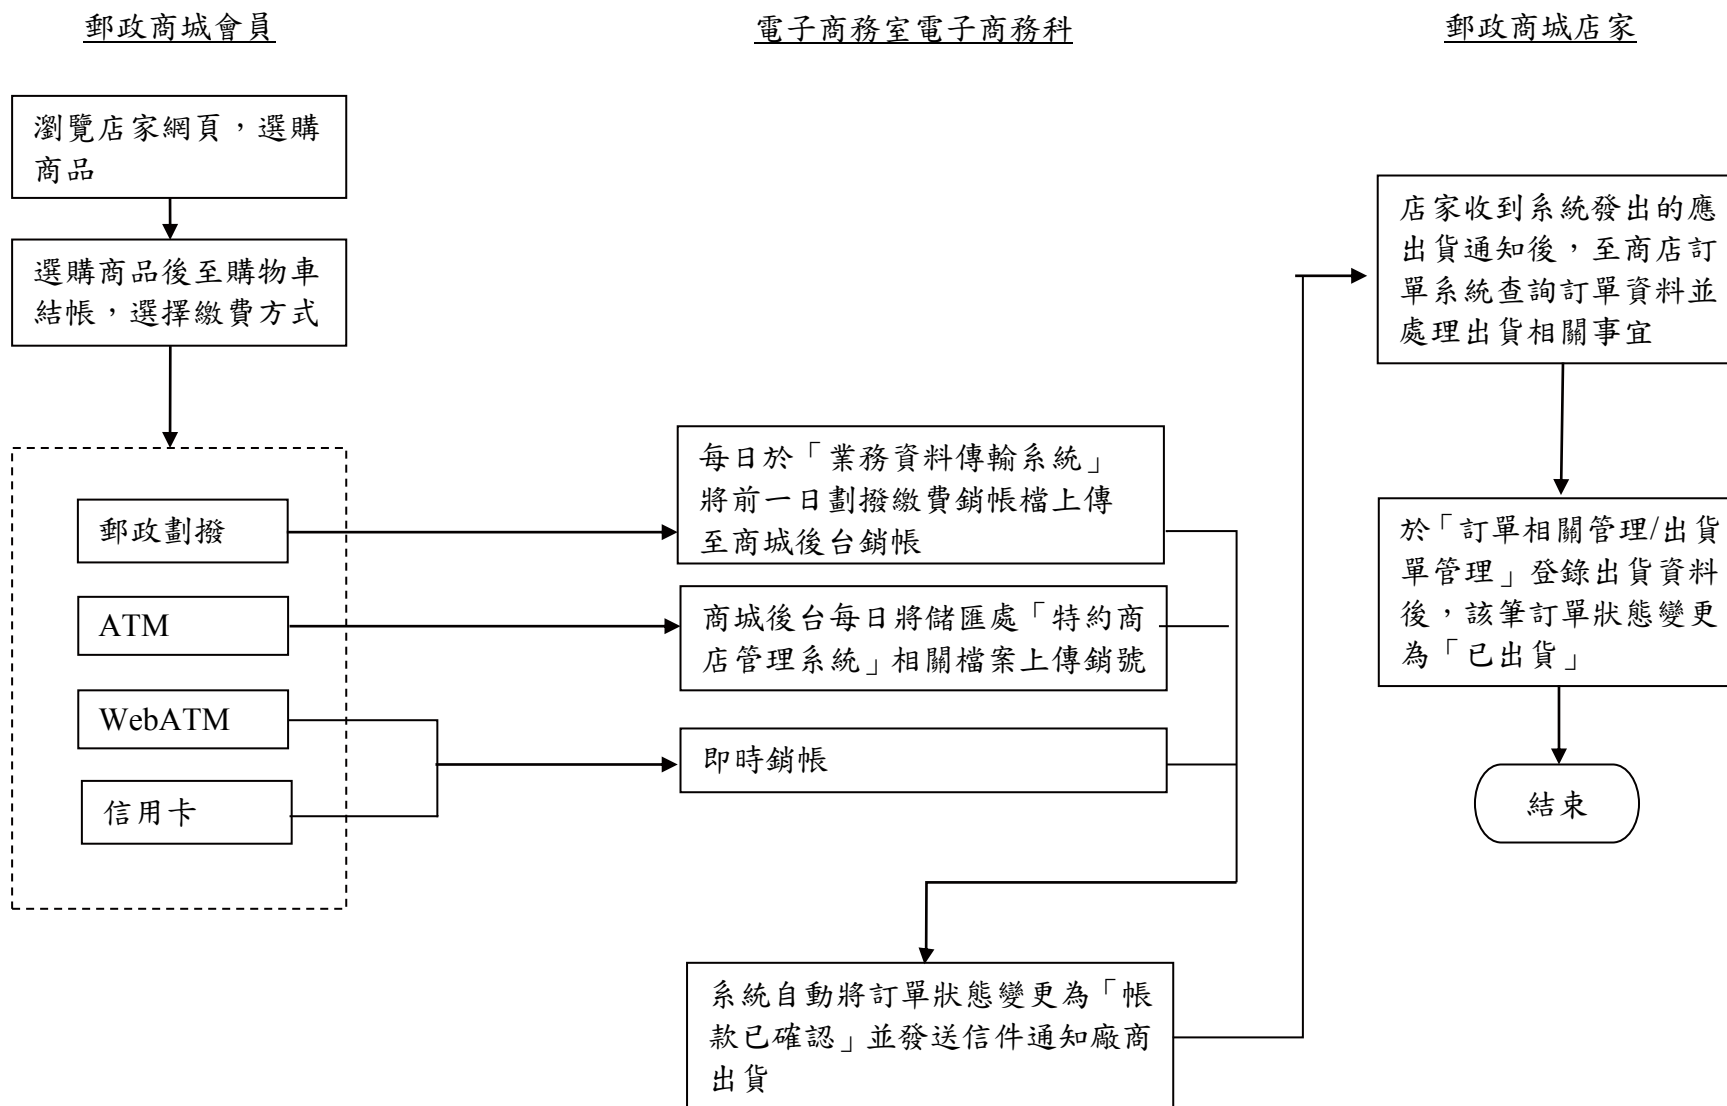 郵政商城會員
電子商務室電子商務科
郵政商城店家
瀏覽店家網頁，選購
商品
選購商品後至購物車
結帳，選擇繳費方式
郵政劃撥
ATM
WebATM
信用卡
每日於「業務資料傳輸系統」
將前一日劃撥繳費銷帳檔上傳
至商城後台銷帳
商城後台每日將儲匯處「特約商
店管理系統」相關檔案上傳銷號
即時銷帳
系統自動將訂單狀態變更為「帳
款已確認」並發送信件通知廠商
出貨
店家收到系統發出的應
出貨通知後，至商店訂
單系統查詢訂單資料並
處理出貨相關事宜
於「訂單相關管理/出貨
單管理」登錄出貨資料
後，該筆訂單狀態變更
為「已出貨」
結束